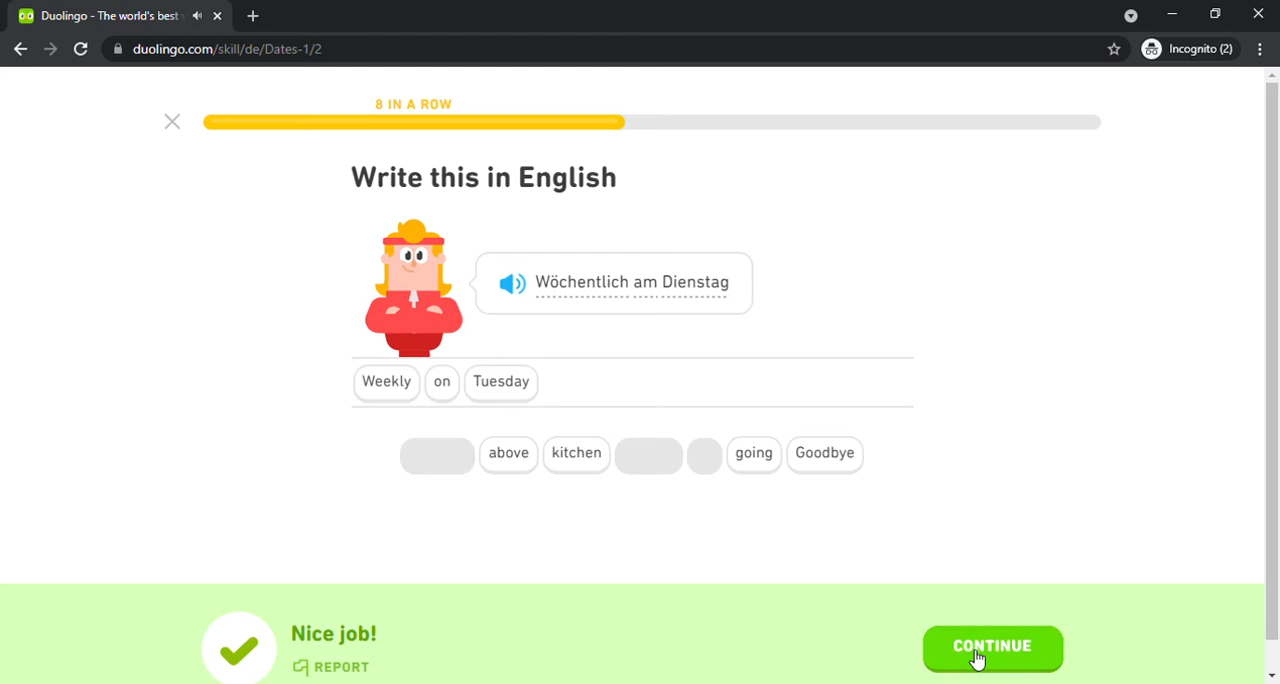 Duolingo - The world's best
duolingo.com/skill/de/Dates-1/2
Incognito (2)
8 IN A ROW
Write this in English
Wöchentlich am Dienstag
Weekly on Tuesday
above kitchen going Goodbye
Nice job!
REPORT
CONTINUE